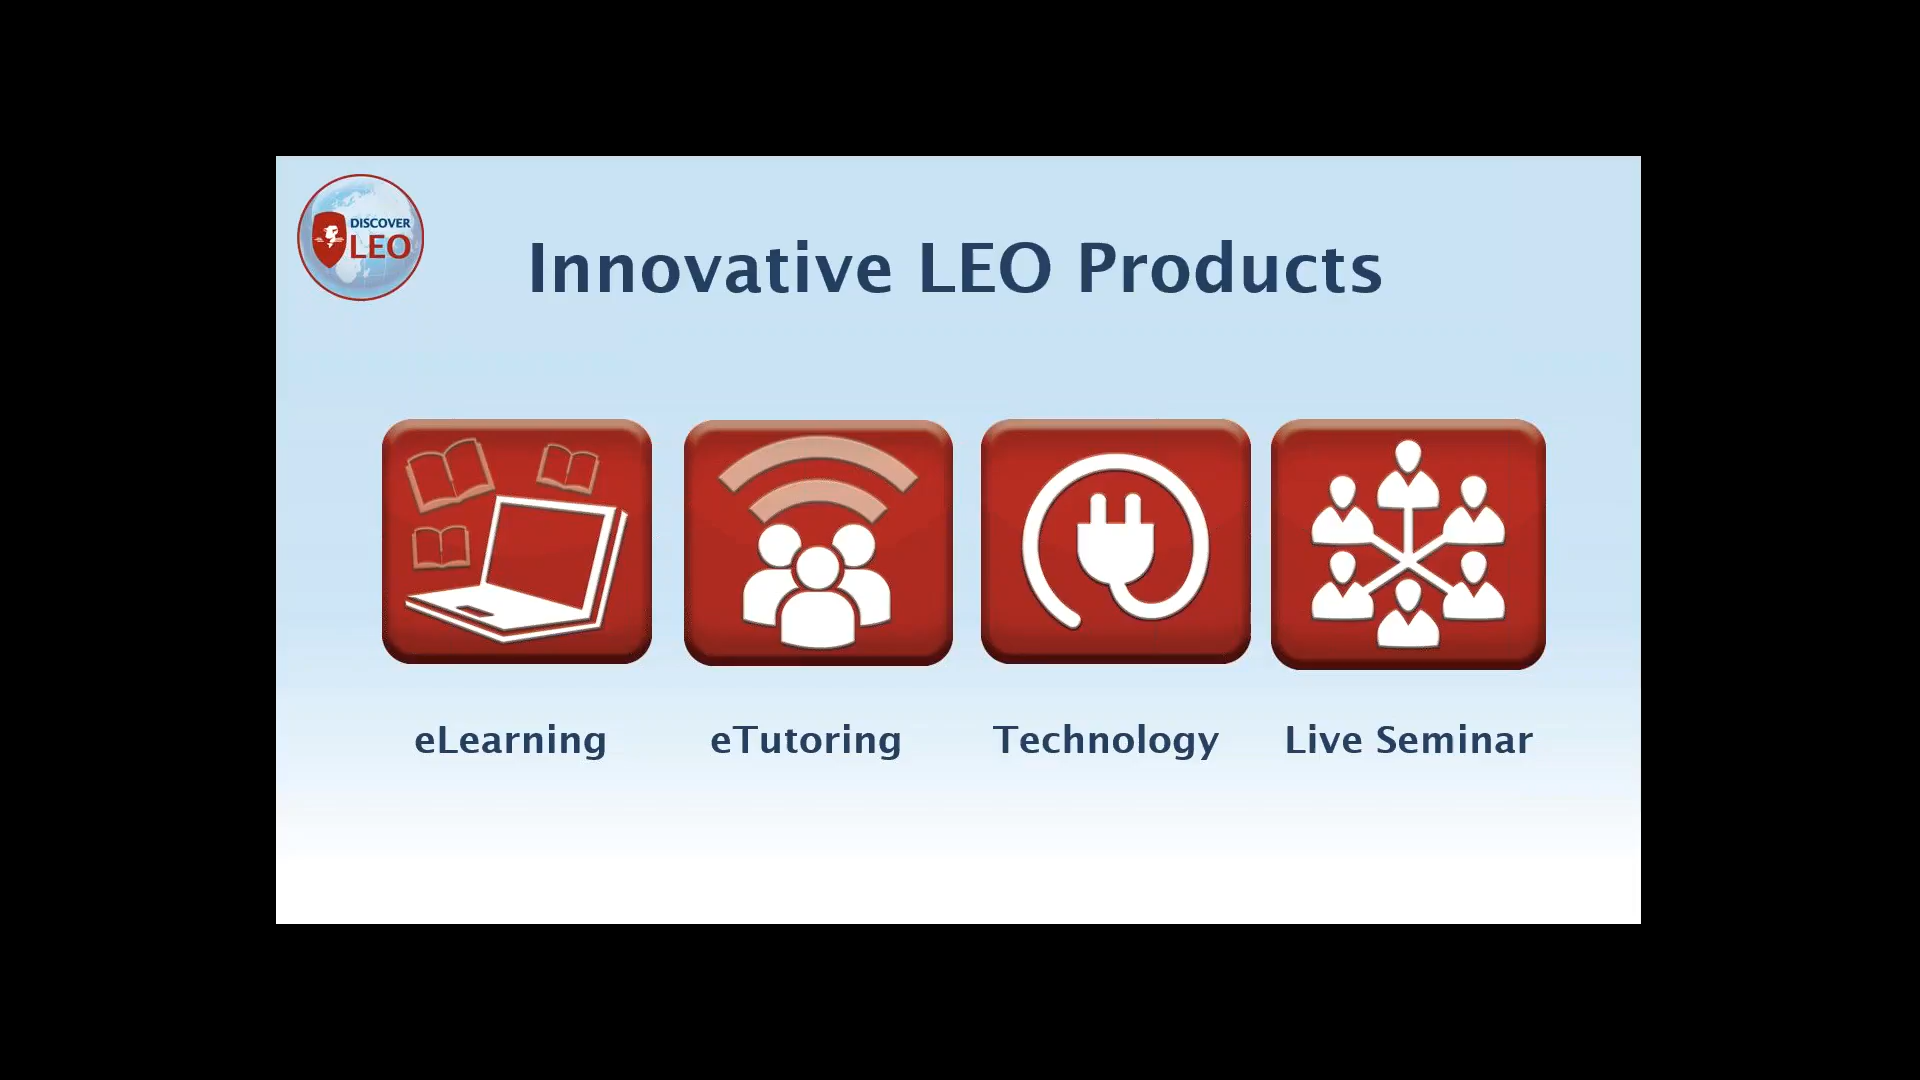 DISCOVER
LEO
Innovative LEO Products
eLearning
eTutoring
Technology
Live Seminar